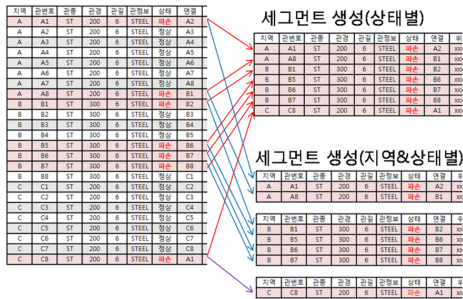 지역 관번호 관종 관경 관길 관정보 상태 연결
A A1 ST 200 6 STEEL 파손 A2
A A2 ST 200 6 STEEL 정상 A3
A A3 ST 200 6 STEEL 정상 A4
A A4 ST 200 6 STEEL 정상 A5
A A5 ST 200 6 STEEL 정상 A6
A A6 ST 200 6 STEEL 정상 A7
A A7 ST 200 6 STEEL 정상 A8
A A8 ST 200 6 STEEL 파손 B1
B B1 ST 300 6 STEEL 파손 B2
B B2 ST 300 6 STEEL 정상 B3
B B3 ST 300 6 STEEL 정상 B4
B B4 ST 300 6 STEEL 정상 B5
B B5 ST 300 6 STEEL 파손 B6
B B6 ST 300 6 STEEL 파손 B7
B B7 ST 300 6 STEEL 파손 B8
B B8 ST 300 6 STEEL 정상 C1
C C1 ST 200 6 STEEL 정상 C2
C C2 ST 200 6 STEEL 정상 C3
C C3 ST 200 6 STEEL 정상 C4
C C4 ST 200 6 STEEL 정상 C5
C C5 ST 200 6 STEEL 정상 C6
C C6 ST 200 6 STEEL 정상 C7
C C7 ST 200 6 STEEL 정상 C8
C C8 ST 200 6 STEEL 파손 A1
세그먼트 생성(상태별)
지역 관번호 관종 관경 관길 관정보 상태 연결 위
A A1 ST 200 6 STEEL 파손 A2 xxx
A A8 ST 200 6 STEEL 파손 B1 xxx
B B1 ST 300 6 STEEL 파손 B2 xxx
B B5 ST 300 6 STEEL 파손 B6 xxx
B B6 ST 300 6 STEEL 파손 B7 xxx
B B7 ST 300 6 STEEL 파손 B8 xxx
C C8 ST 200 6 STEEL 파손 A1 xxx
세그먼트 생성(지역&상태별)
지역 관번호 관종 관경 관길 관정보 상태 연결 위
A A1 ST 200 6 STEEL 파손 A2 xxx
A A8 ST 200 6 STEEL 파손 B1 xxx
지역 관번호 관종 관경 관길 관정보 상태 연결 위
B B1 ST 300 6 STEEL 파손 B2 xxx
B B5 ST 300 6 STEEL 파손 B6 xxx
B B6 ST 300 6 STEEL 파손 B7 xxx
B B7 ST 300 6 STEEL 파손 B8 xxx
지역 관번호 관종 관경 관길 관정보 상태 연결 위
C C8 ST 200 6 STEEL 파손 A1 xxx